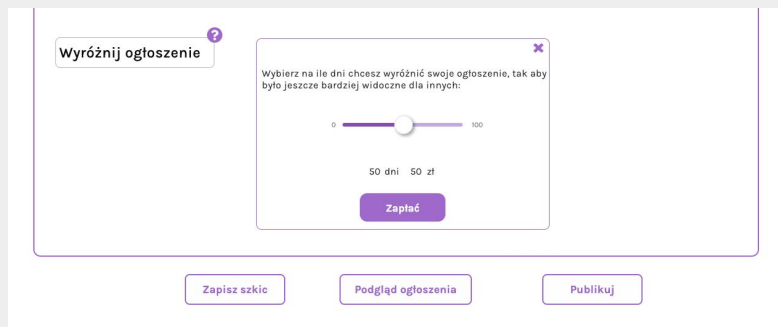 ?
Wyróżnij ogłoszenie
Wybierz na ile dni chcesz wyróżnić swoje ogłoszenie, tak aby
było jeszcze bardziej widoczne dla innych:
0 100
50 dni 50 zł
Zapłać
Zapisz szkic Podgląd ogłoszenia Publikuj